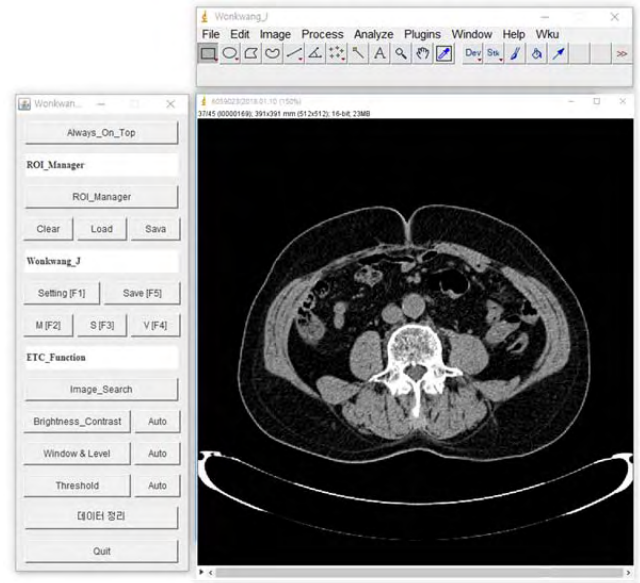 Wonkwang_J
File Edit Image Process Analyze Plugins Window Help Wku
Dev Stk
>>
Wonkwan...
Always_On_Top
ROI_Manager
ROI_Manager
Clear Load Sava
Wonkwang_J
Setting [F1] Save [F5]
M [F2] S [F3] V [F4]
ETC_Function
Image_Search
Brightness_Contrast Auto
Window & Level Auto
Threshold Auto
데이터 정리
Quit
37/45 (I0000169); 391x391 mm (512x512); 16-bit; 23MB